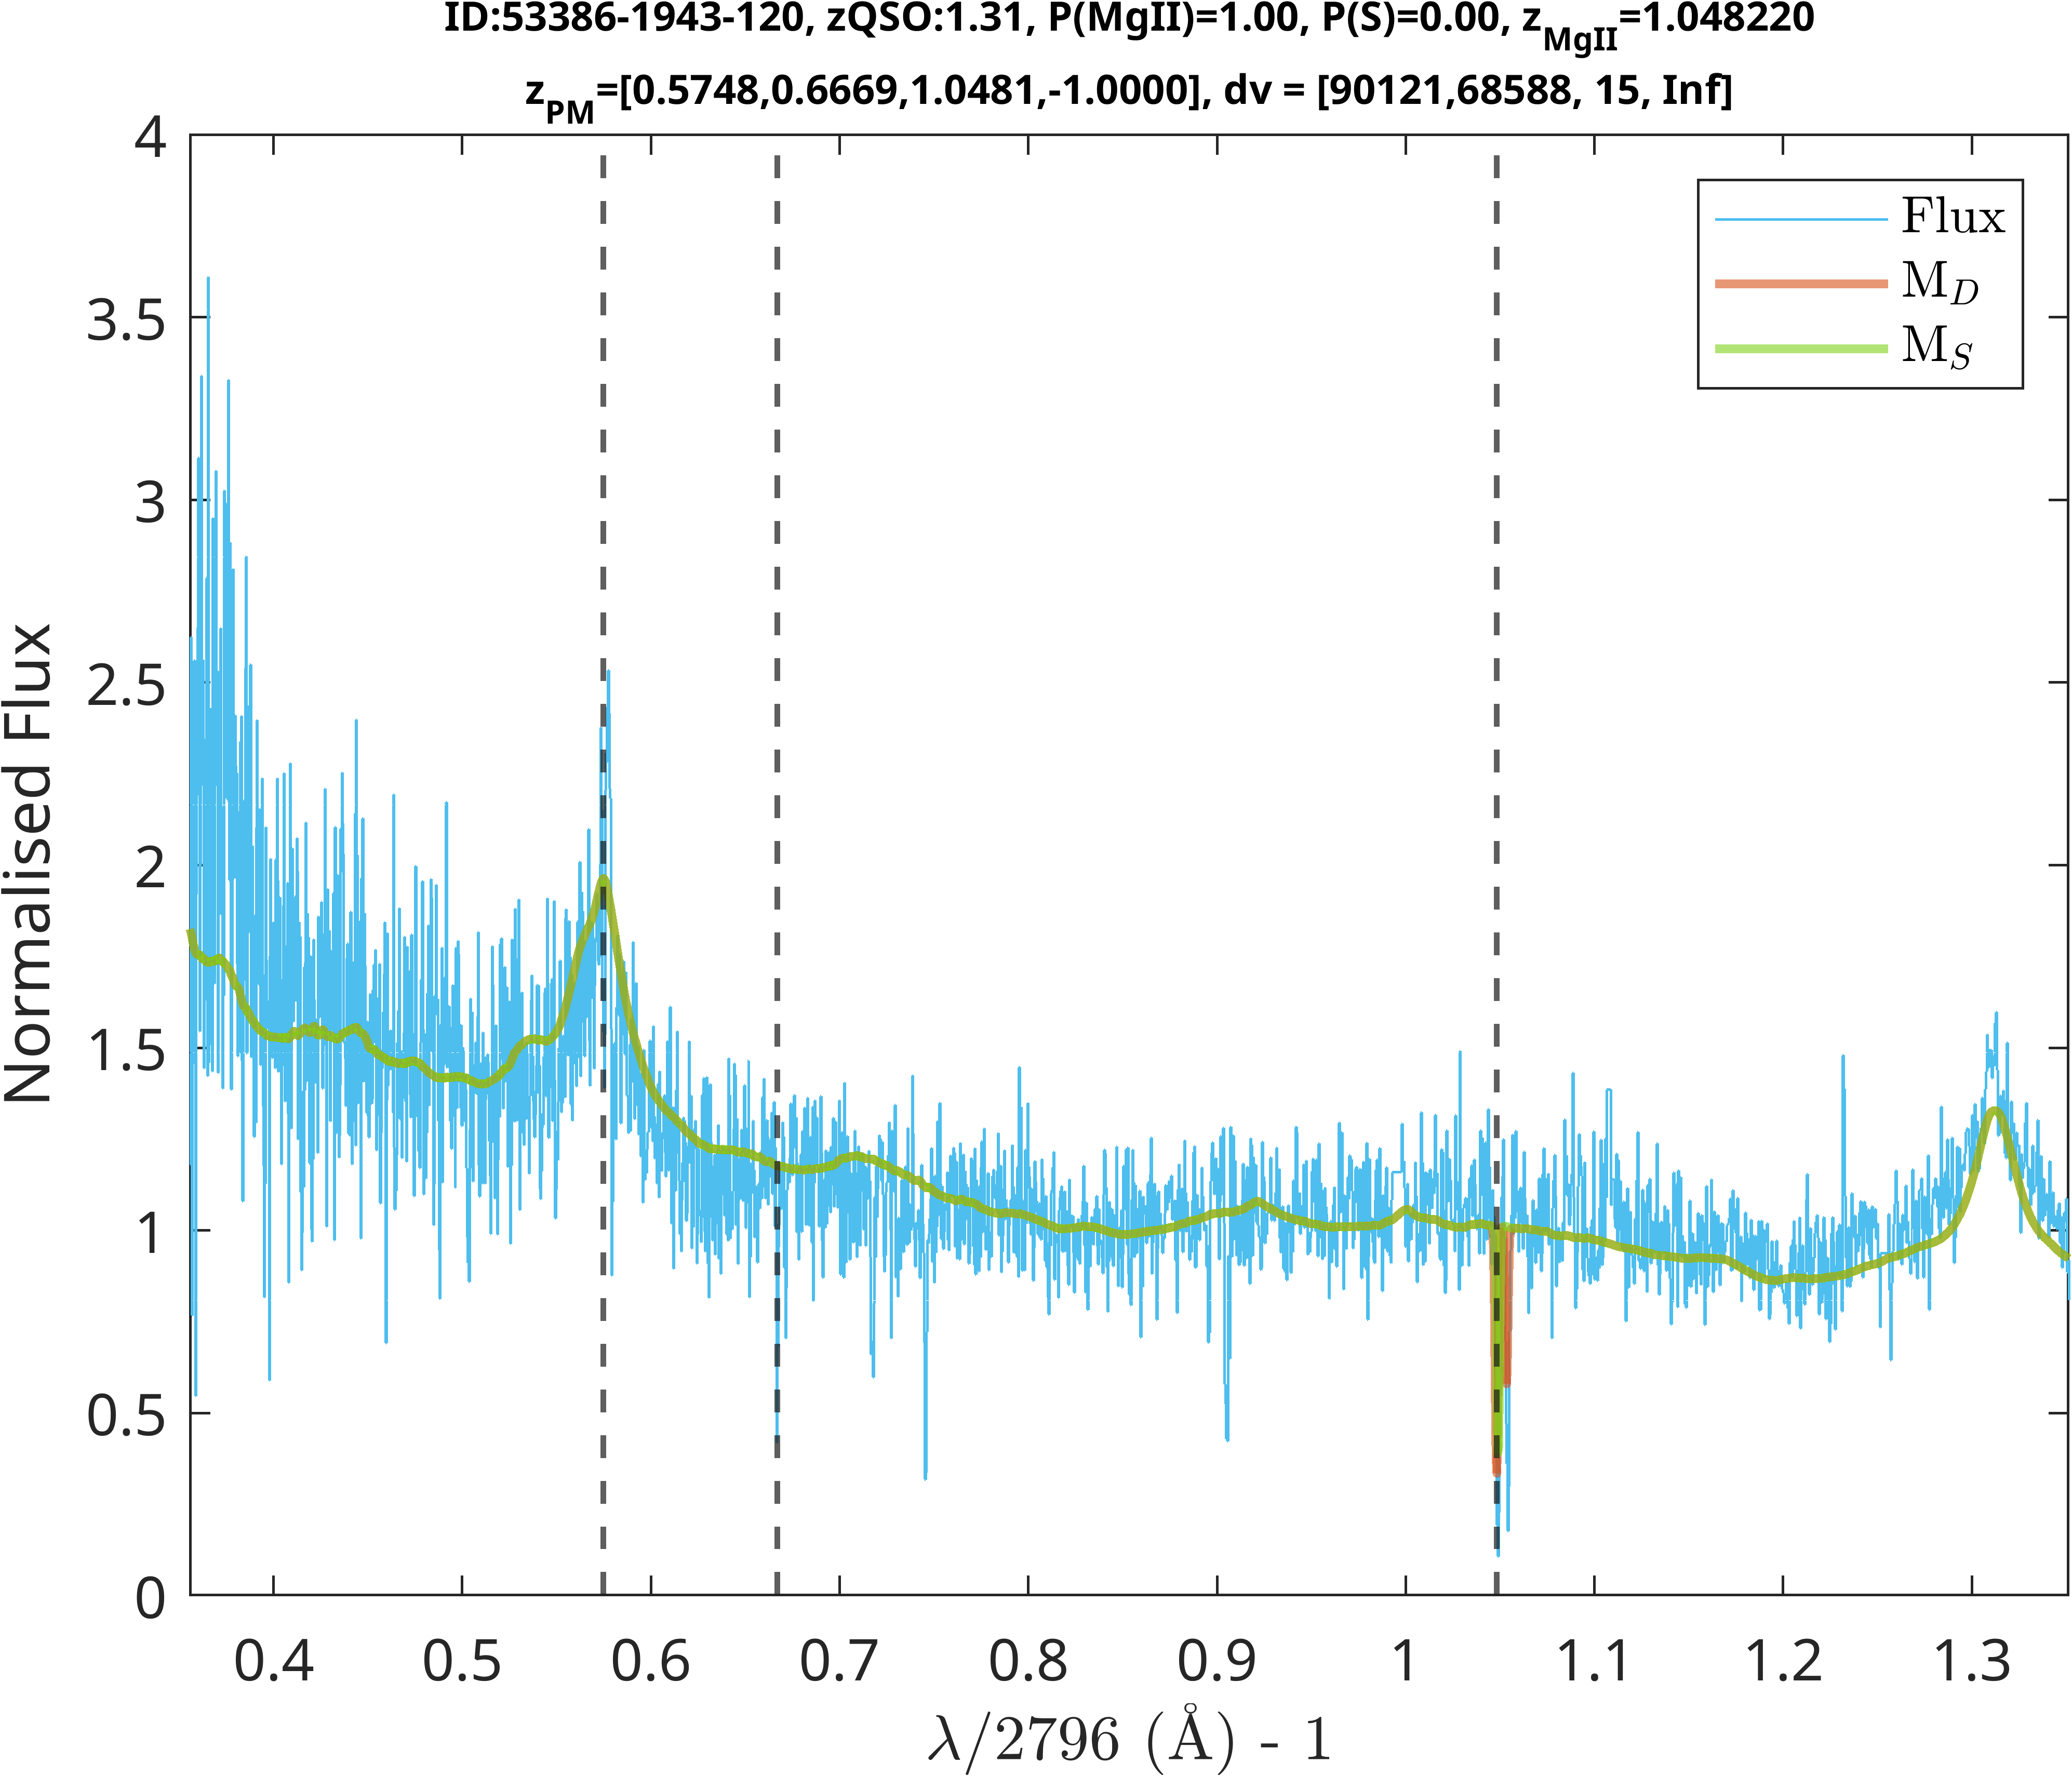 ID:53386-1943-120, zQSO:1.31, P(MgII)=1.00, P(S)=0.00, zMgII=1.048220
zPM=[0.5748,0.6669,1.0481,-1.0000], dv = [90121,68588, 15, Inf]
4
3.5
3
2.5
2
1.5
1
0.5
0
Normalised Flux
Flux
MD
MS
0.4 0.5 0.6 0.7 0.8 0.9 1 1.1 1.2 1.3
λ/2796 (Å) - 1